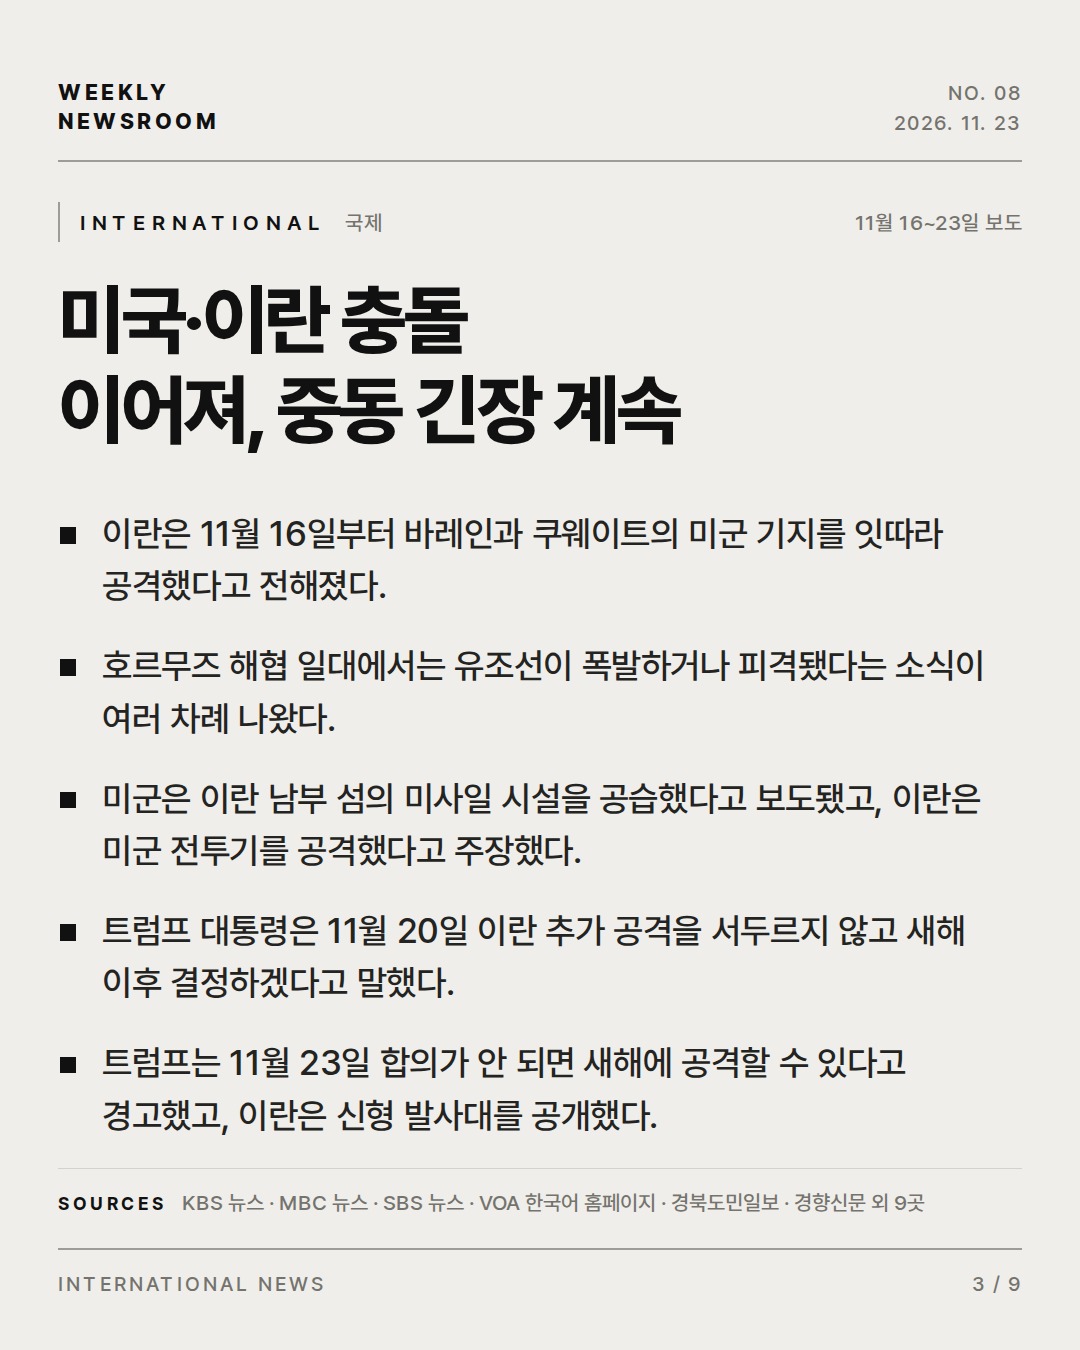 WEEKLY
NEWSROOM
NO. 08
2026. 11. 23
INTERNATIONAL 국제
11월 16~23일 보도
미국·이란 충돌
이어져, 중동 긴장 계속
■ 이란은 11월 16일부터 바레인과 쿠웨이트의 미군 기지를 잇따라
공격했다고 전해졌다.
■ 호르무즈 해협 일대에서는 유조선이 폭발하거나 피격됐다는 소식이
여러 차례 나왔다.
■ 미군은 이란 남부 섬의 미사일 시설을 공습했다고 보도됐고, 이란은
미군 전투기를 공격했다고 주장했다.
■ 트럼프 대통령은 11월 20일 이란 추가 공격을 서두르지 않고 새해
이후 결정하겠다고 말했다.
■ 트럼프는 11월 23일 합의가 안 되면 새해에 공격할 수 있다고
경고했고, 이란은 신형 발사대를 공개했다.
SOURCES KBS 뉴스 · MBC 뉴스 · SBS 뉴스 · VOA 한국어 홈페이지 · 경북도민일보 · 경향신문 외 9곳
INTERNATIONAL NEWS
3 / 9